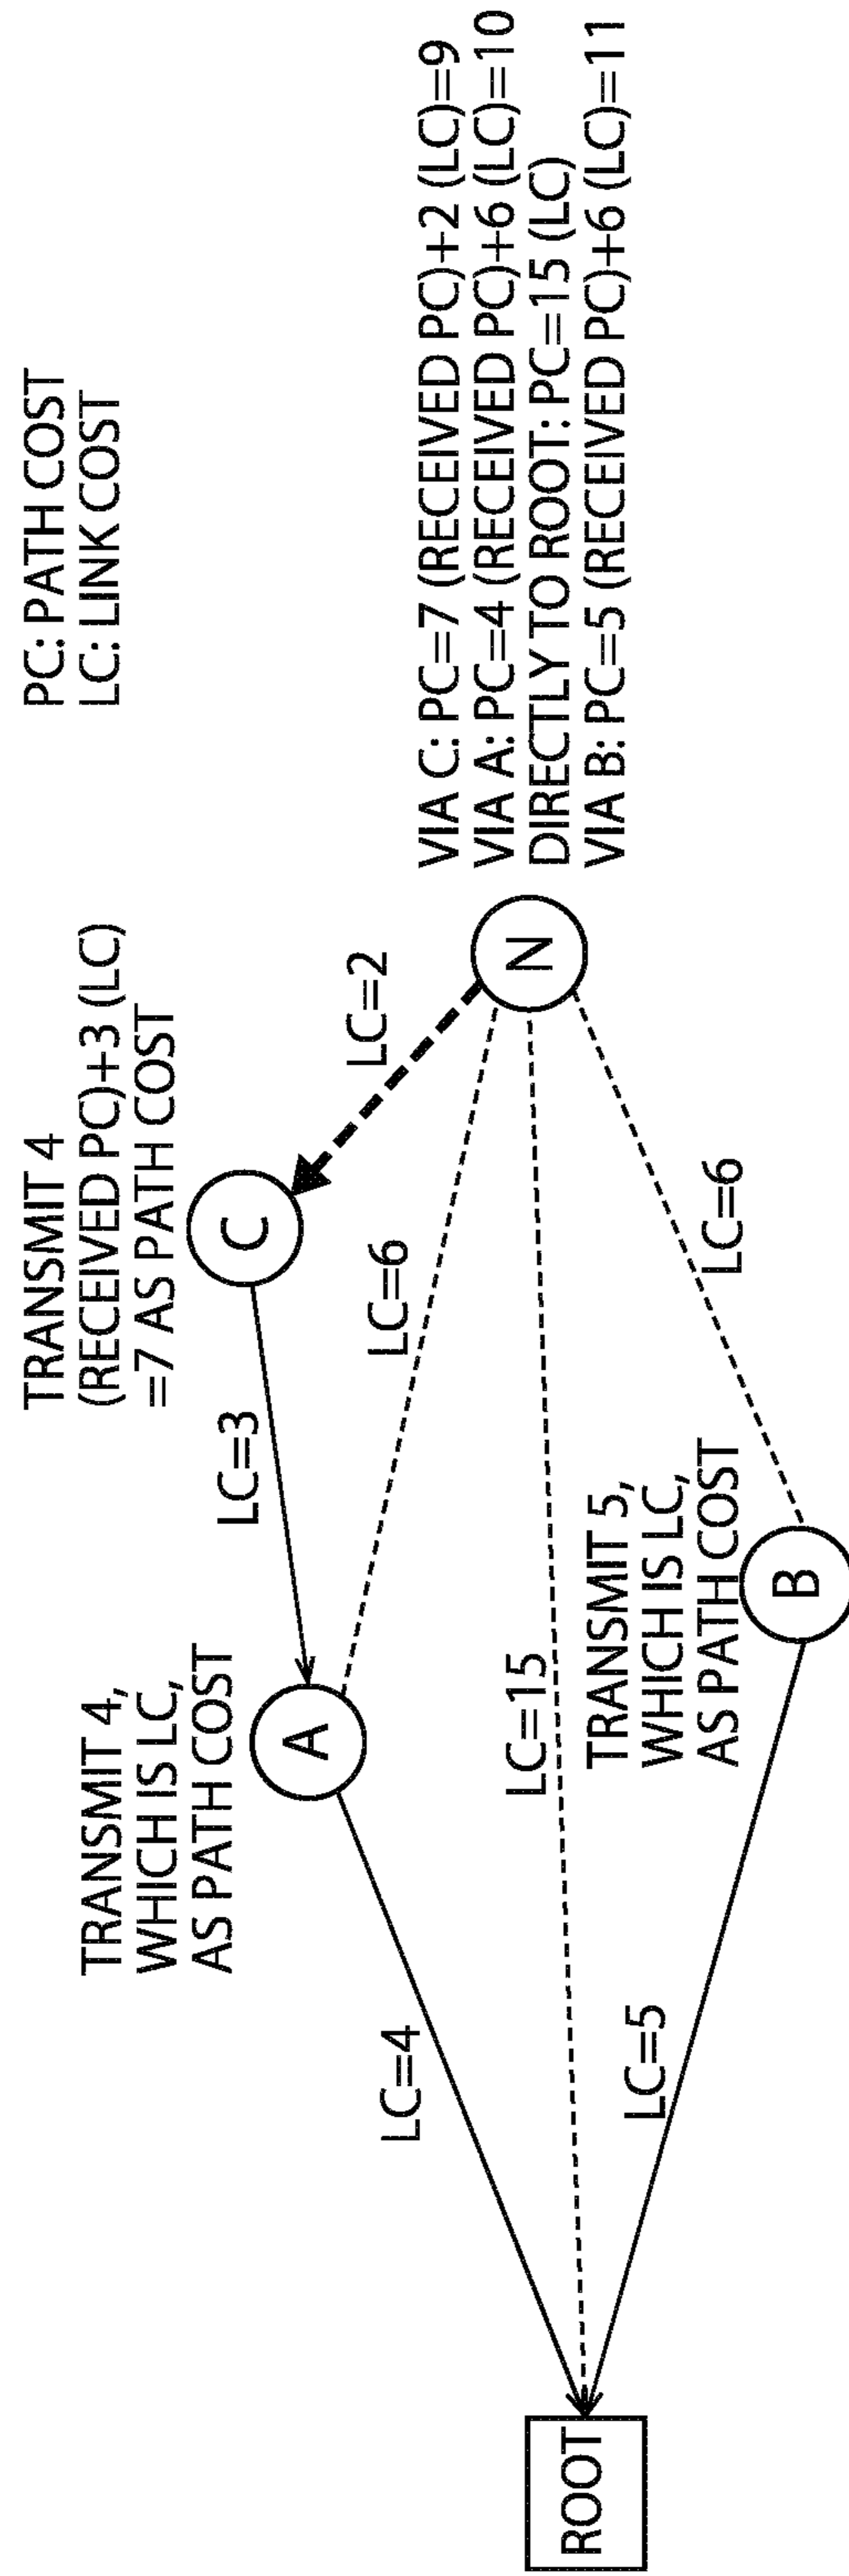 PC: PATH COST
LC: LINK COST
TRANSMIT 4
(RECEIVED PC)+3 (LC)
=7 AS PATH COST
TRANSMIT 4,
WHICH IS LC,
AS PATH COST
C
LC=3
LC=2
A
LC=6
LC=4
N
VIA C: PC=7 (RECEIVED PC)+2 (LC)=9
VIA A: PC=4 (RECEIVED PC)+6 (LC)=10
DIRECTLY TO ROOT: PC=15 (LC)
VIA B: PC=5 (RECEIVED PC)+6 (LC)=11
LC=15
ROOT
TRANSMIT 5,
WHICH IS LC,
AS PATH COST
LC=5
LC=6
B